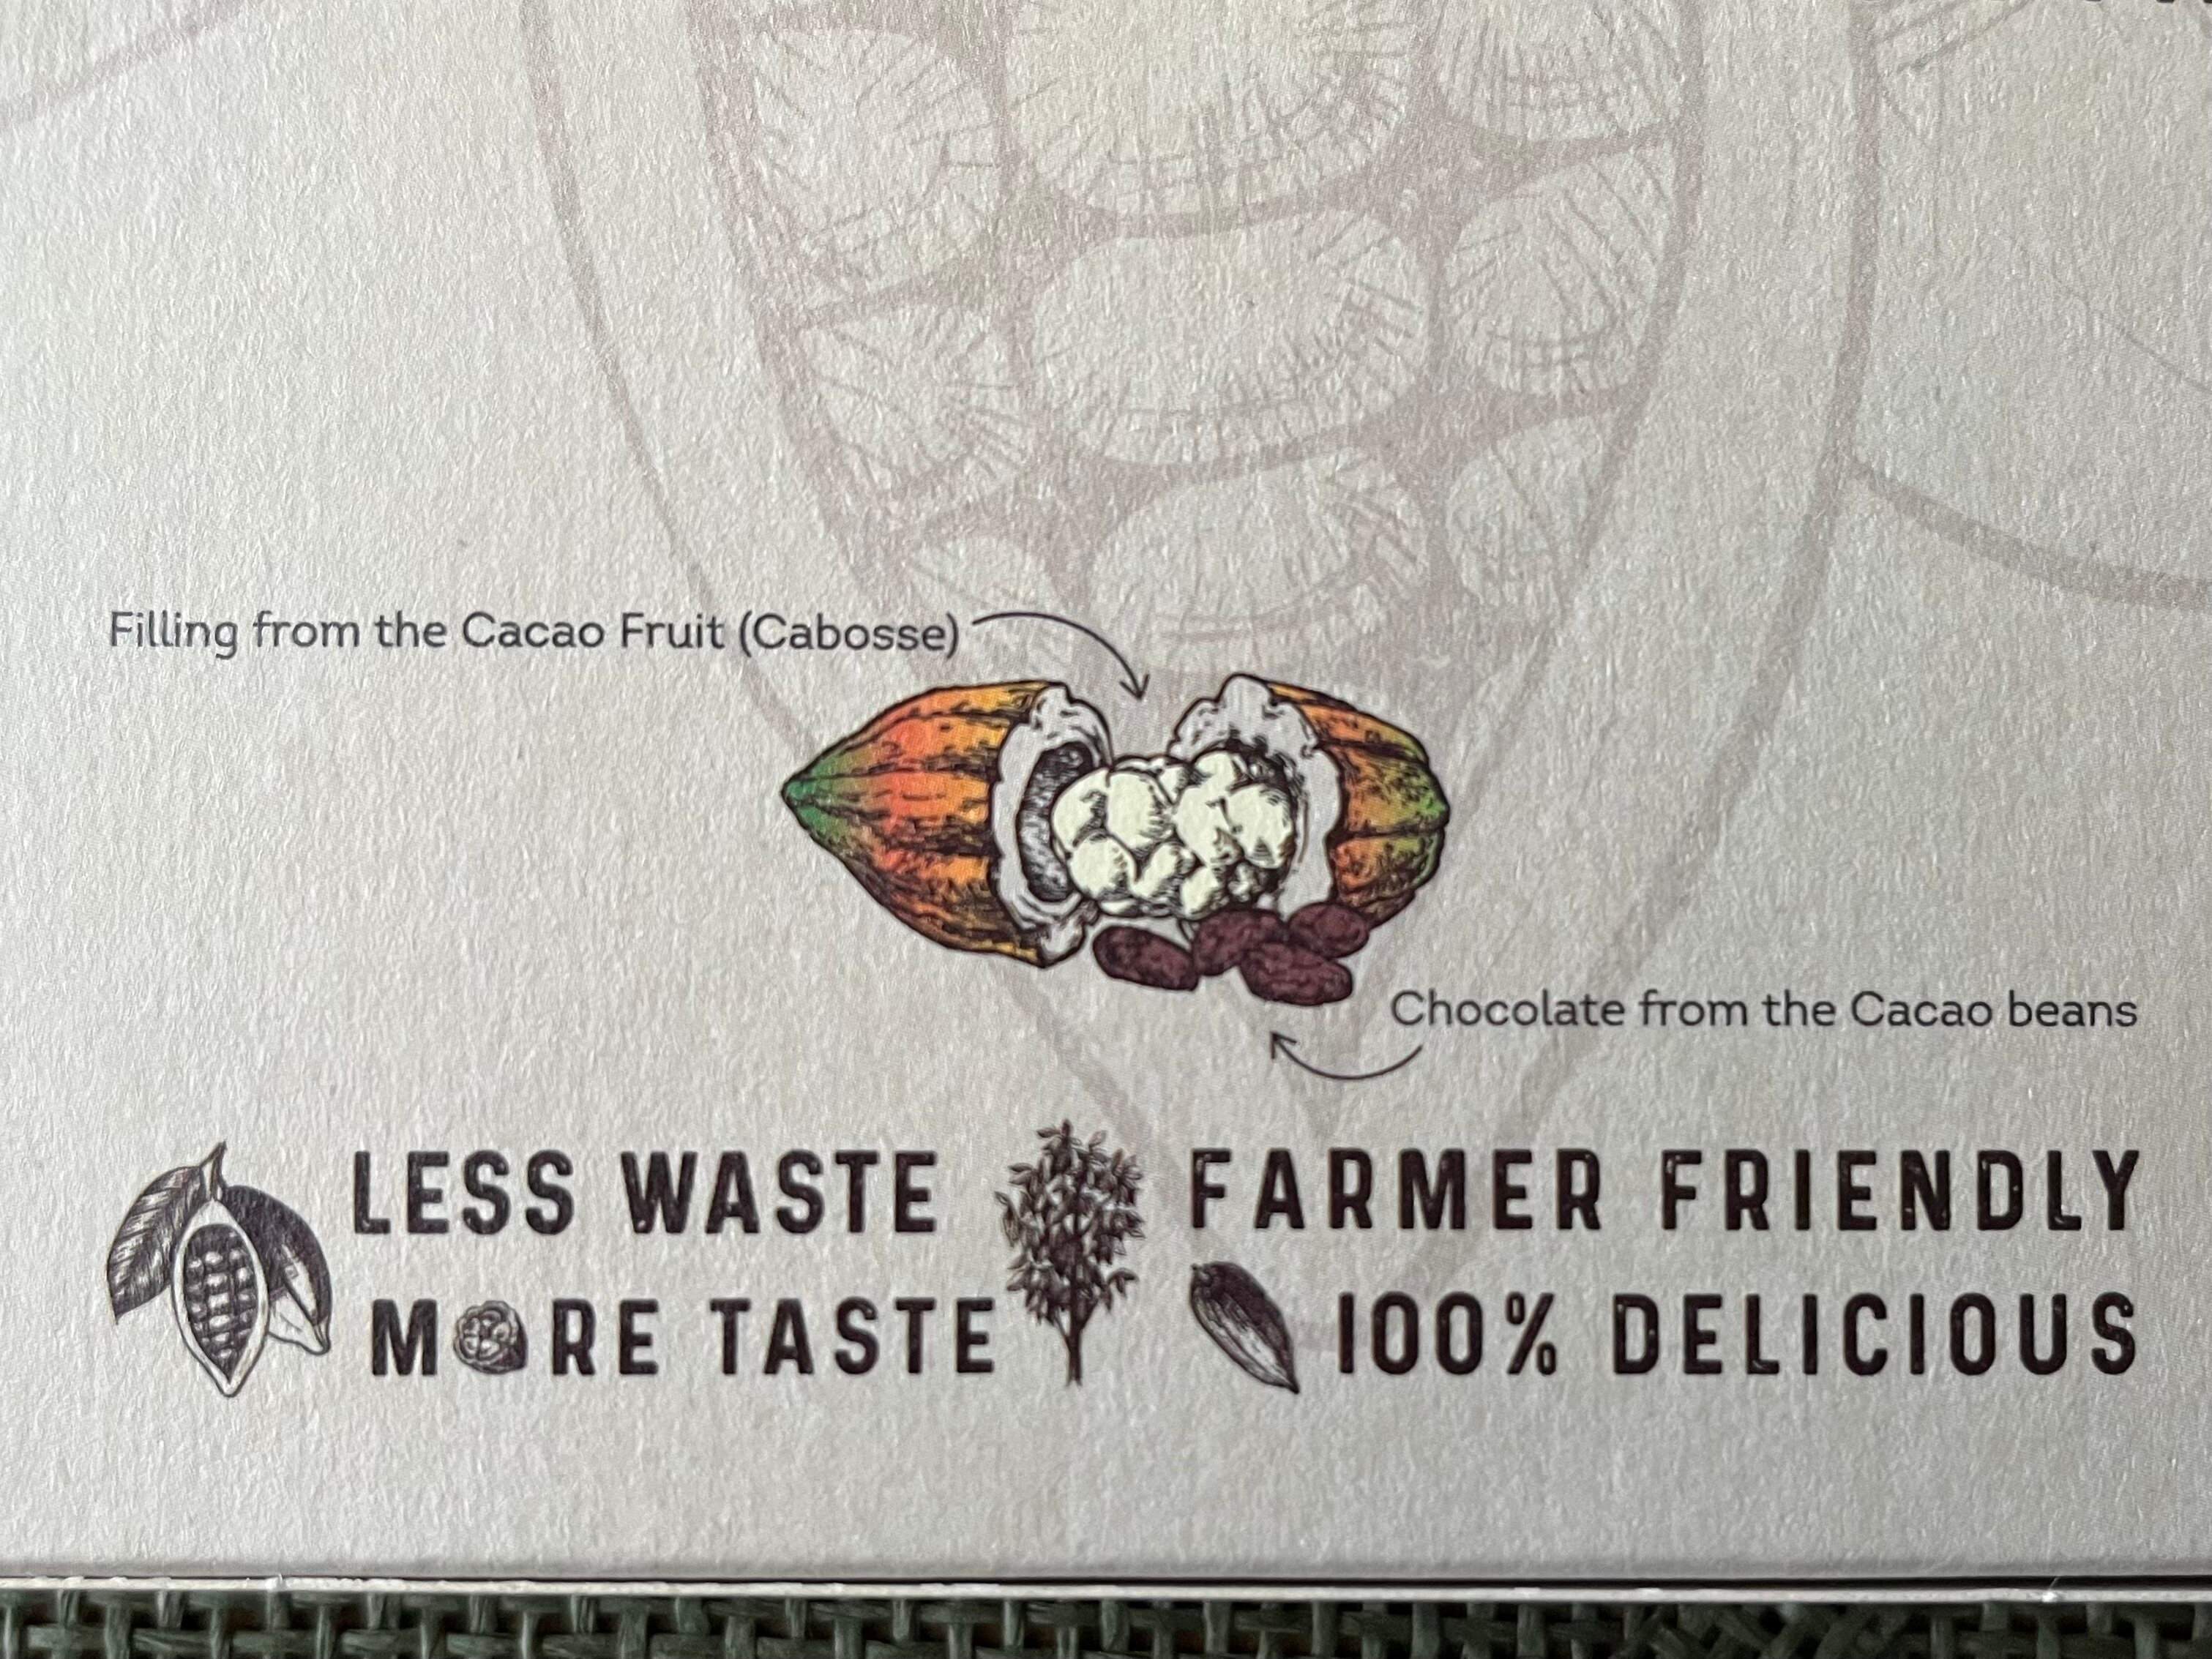 Filling from the Cacao Fruit (Cabosse)
Chocolate from the Cacao beans
LESS WASTE
MORE TASTE
FARMER FRIENDLY
100% DELICIOUS